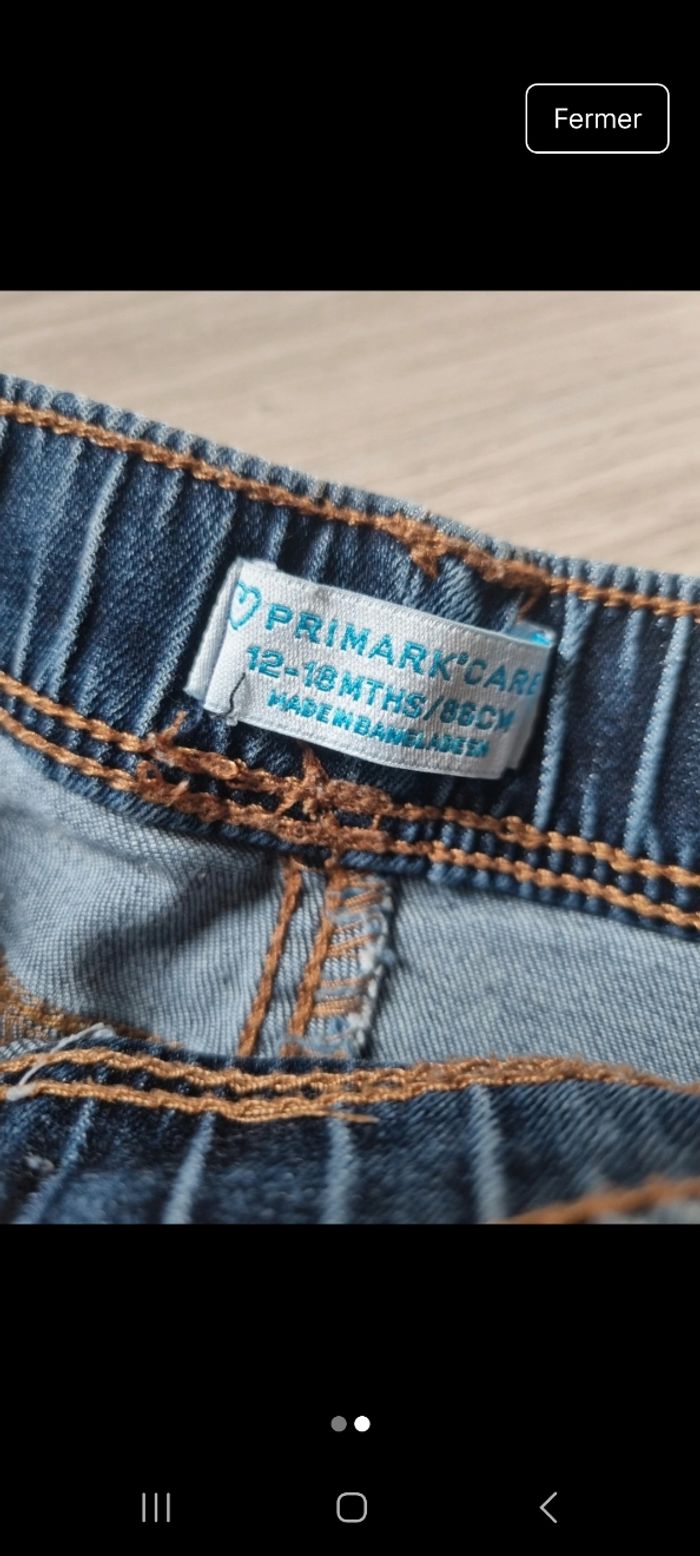 Fermer
PRIMARK®CARE
12-18MTHS/86CM
MADE IN BANGLADESH